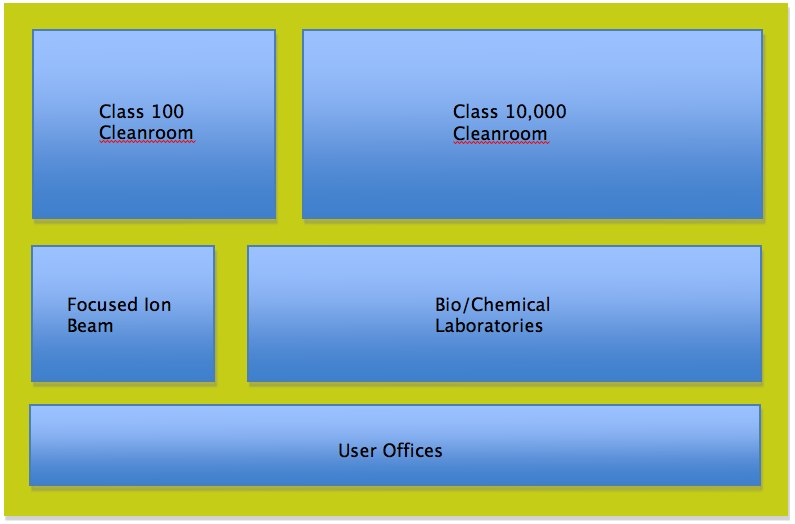 Class 100
Cleanroom
Class 10,000
Cleanroom
Focused Ion
Beam
Bio/Chemical
Laboratories
User Offices